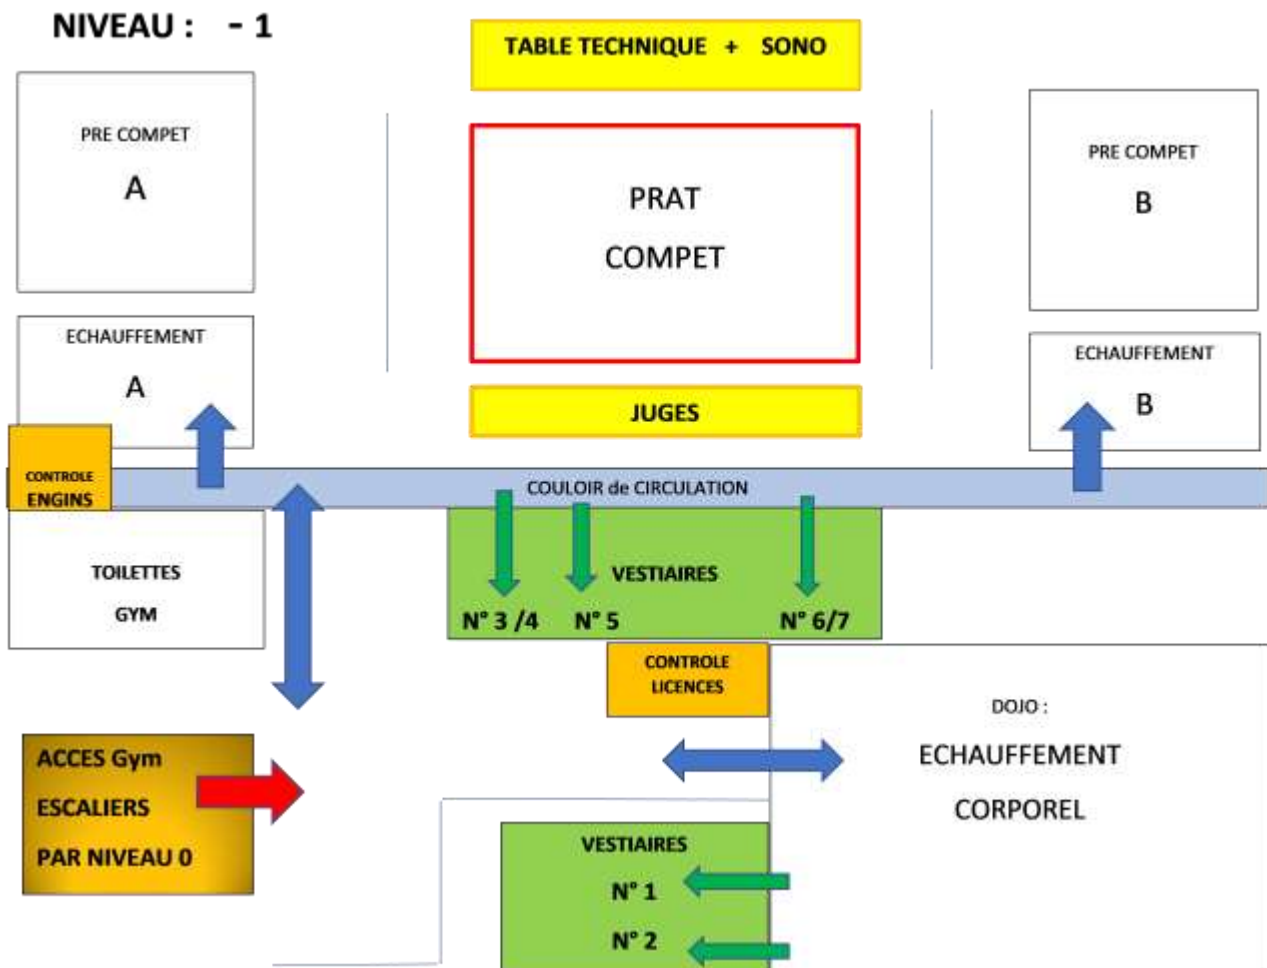 NIVEAU : - 1
TABLE TECHNIQUE + SONO
PRE COMPET
A
PRAT
COMPET
PRE COMPET
B
ECHAUFFEMENT
A
JUGES
ECHAUFFEMENT
B
CONTROLE
ENGINS
COULOIR de CIRCULATION
TOILETTES
GYM
VESTIAIRES
N° 3 /4 N° 5 N° 6/7
CONTROLE
LICENCES
DOJO :
ECHAUFFEMENT
CORPOREL
ACCES Gym
ESCALIERS
PAR NIVEAU 0
VESTIAIRES
N° 1
N° 2